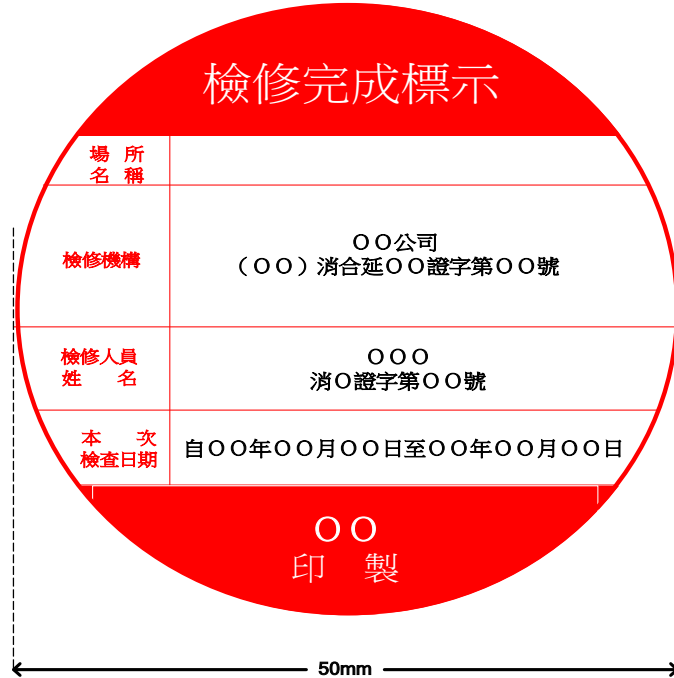 檢修完成標示
場 所
名 稱
檢修機構
ＯＯ公司
（ＯＯ）消合延ＯＯ證字第ＯＯ號
檢修人員
姓　名
ＯＯＯ
消Ｏ證字第ＯＯ號
本　次
檢查日期
自ＯＯ年ＯＯ月ＯＯ日至ＯＯ年ＯＯ月ＯＯ日
ＯＯ
印　製
50mm